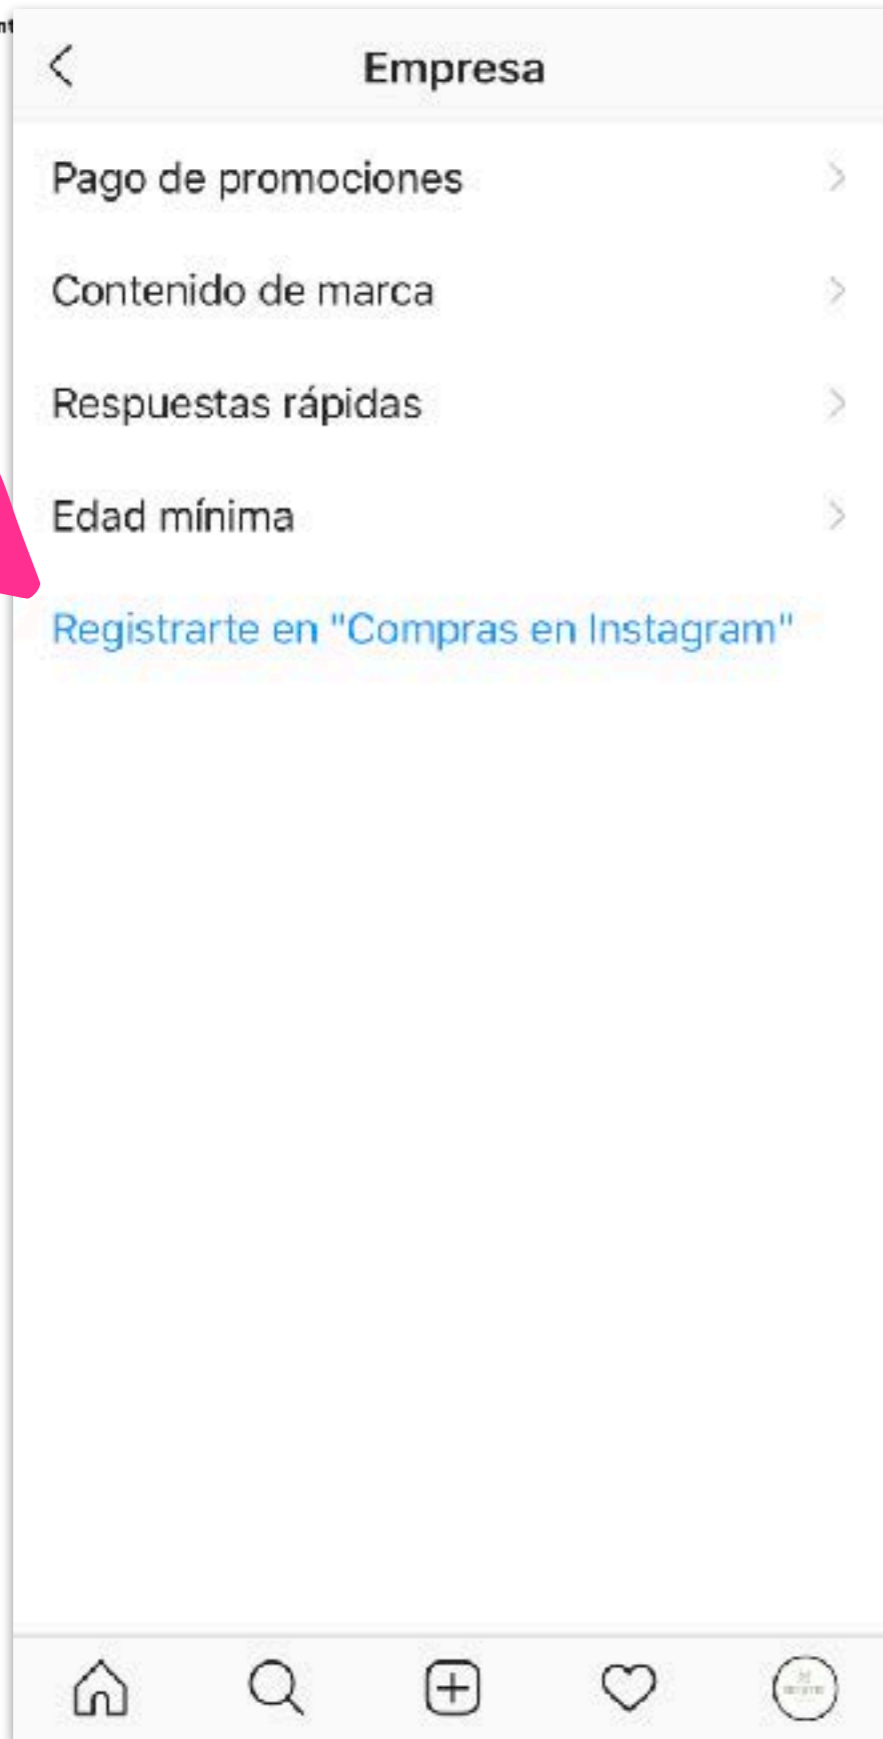 Empresa
Pago de promociones
Contenido de marca
Respuestas rápidas
Edad mínima
Registrarte en "Compras en Instagram"